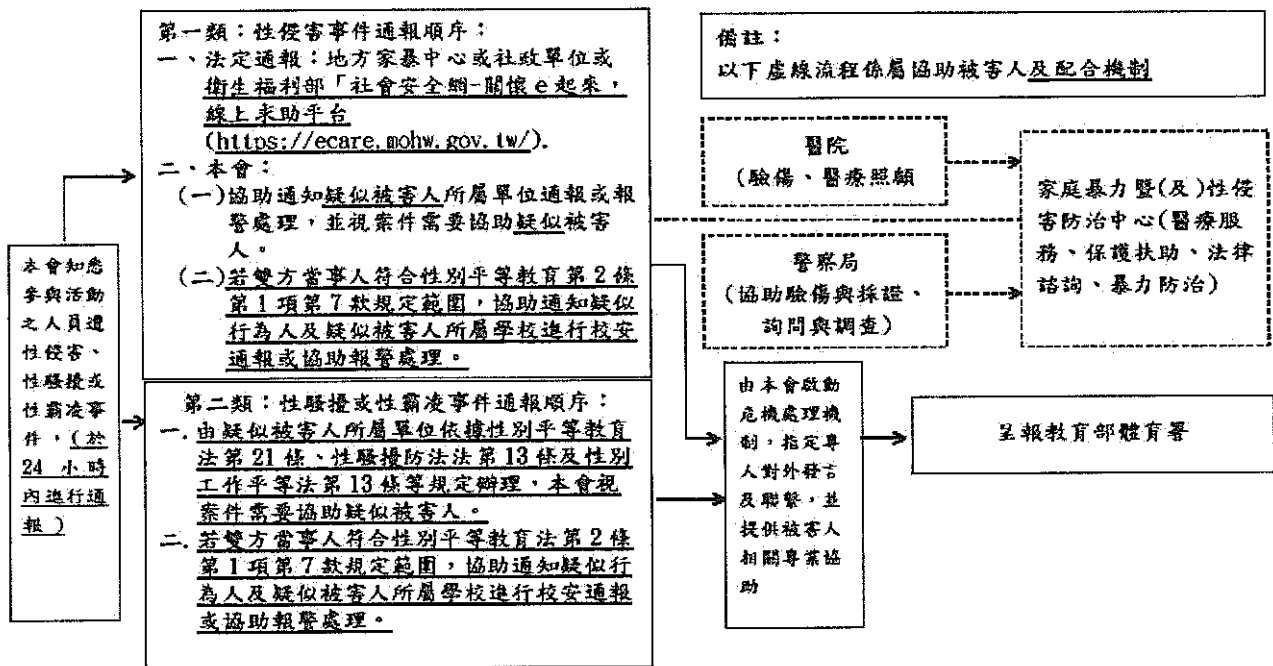 本會知悉
參與活動
之人員遭
性侵害、
性騷擾或
性霸凌事
件，(於
24 小時
內進行通
報)
第一類：性侵害事件通報順序：
一、法定通報：地方家暴中心或社政單位或
衛生福利部「社會安全網-關懷 e 起來，
線上求助平台
(https://ecare.mohw.gov.tw/).
二、本會：
(一)協助通知疑似被害人所屬單位通報或報
警處理，並視案件需要協助疑似被害
人。
(二)若雙方當事人符合性別平等教育第 2 條
第 1 項第 7 款規定範圍，協助通知疑似
行為人及疑似被害人所屬學校進行校安
通報或協助報警處理。
第二類：性騷擾或性霸凌事件通報順序：
一. 由疑似被害人所屬單位依據性別平等教育
法第 21 條、性騷擾防法法第 13 條及性別
工作平等法第 13 條等規定辦理，本會視
案件需要協助疑似被害人。
二. 若雙方當事人符合性別平等教育法第 2 條
第 1 項第 7 款規定範圍，協助通知疑似行
為人及疑似被害人所屬學校進行校安通報
或協助報警處理。
備註：
以下虛線流程係屬協助被害人及配合機制
醫院
(驗傷、醫療照顧
警察局
(協助驗傷與採證、
詢問與調查)
家庭暴力暨(及)性侵
害防治中心(醫療服
務、保護扶助、法律
諮詢、暴力防治)
由本會啟動
危機處理機
制，指定專
人對外發言
及聯繫，並
提供被害人
相關專業協
助
呈報教育部體育署